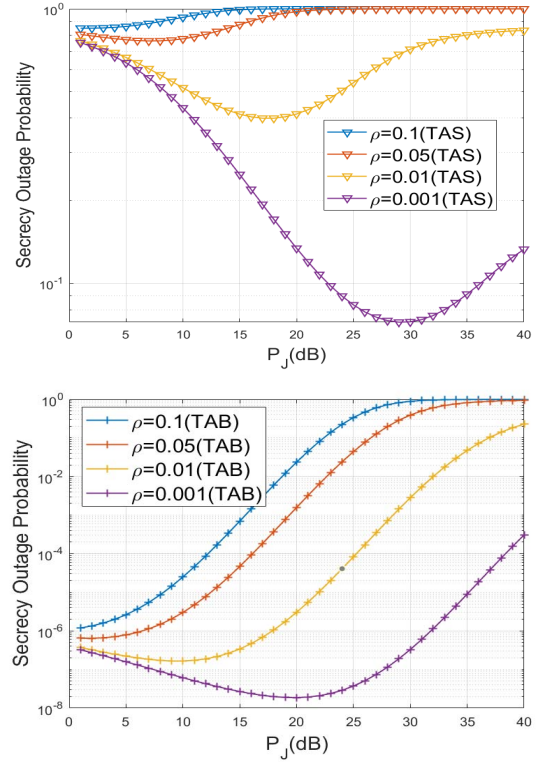 10^0
10^-1
Secrecy Outage Probability
ρ=0.1(TAS)
ρ=0.05(TAS)
ρ=0.01(TAS)
ρ=0.001(TAS)
0 5 10 15 20 25 30 35 40
P_J(dB)
10^0
10^-2
10^-4
10^-6
10^-8
Secrecy Outage Probability
ρ=0.1(TAB)
ρ=0.05(TAB)
ρ=0.01(TAB)
ρ=0.001(TAB)
0 5 10 15 20 25 30 35 40
P_J(dB)